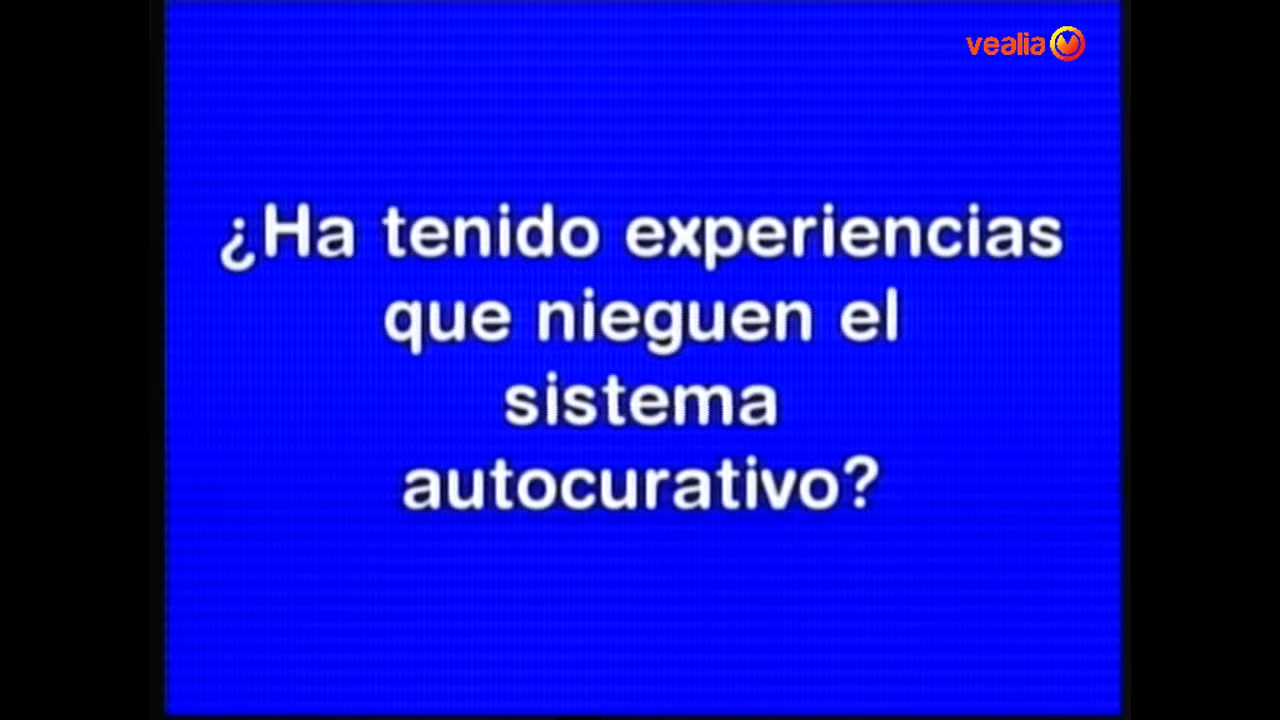 vealia
¿Ha tenido experiencias
que nieguen el
sistema
autocurativo?